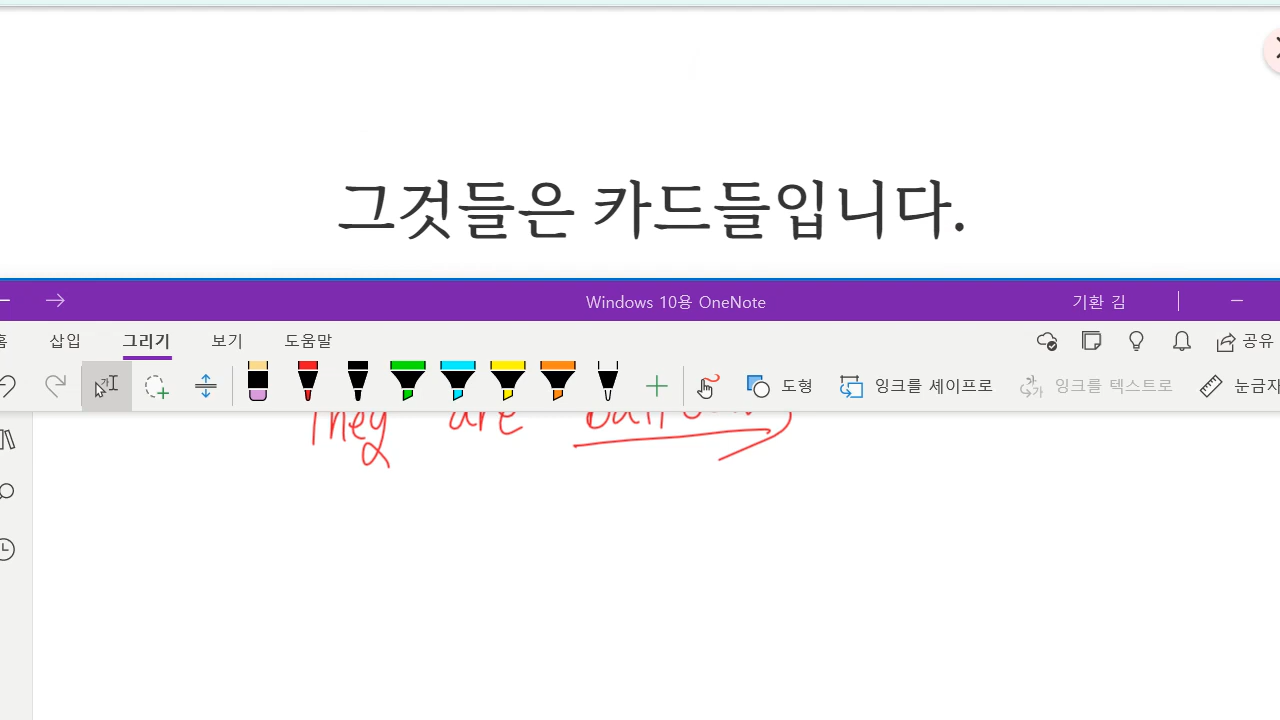 그것들은 카드들입니다.
Windows 10용 OneNote
기환 김
삽입 그리기 보기 도움말
공유
가
도형 잉크를 셰이프로 잉크를 텍스트로
They are